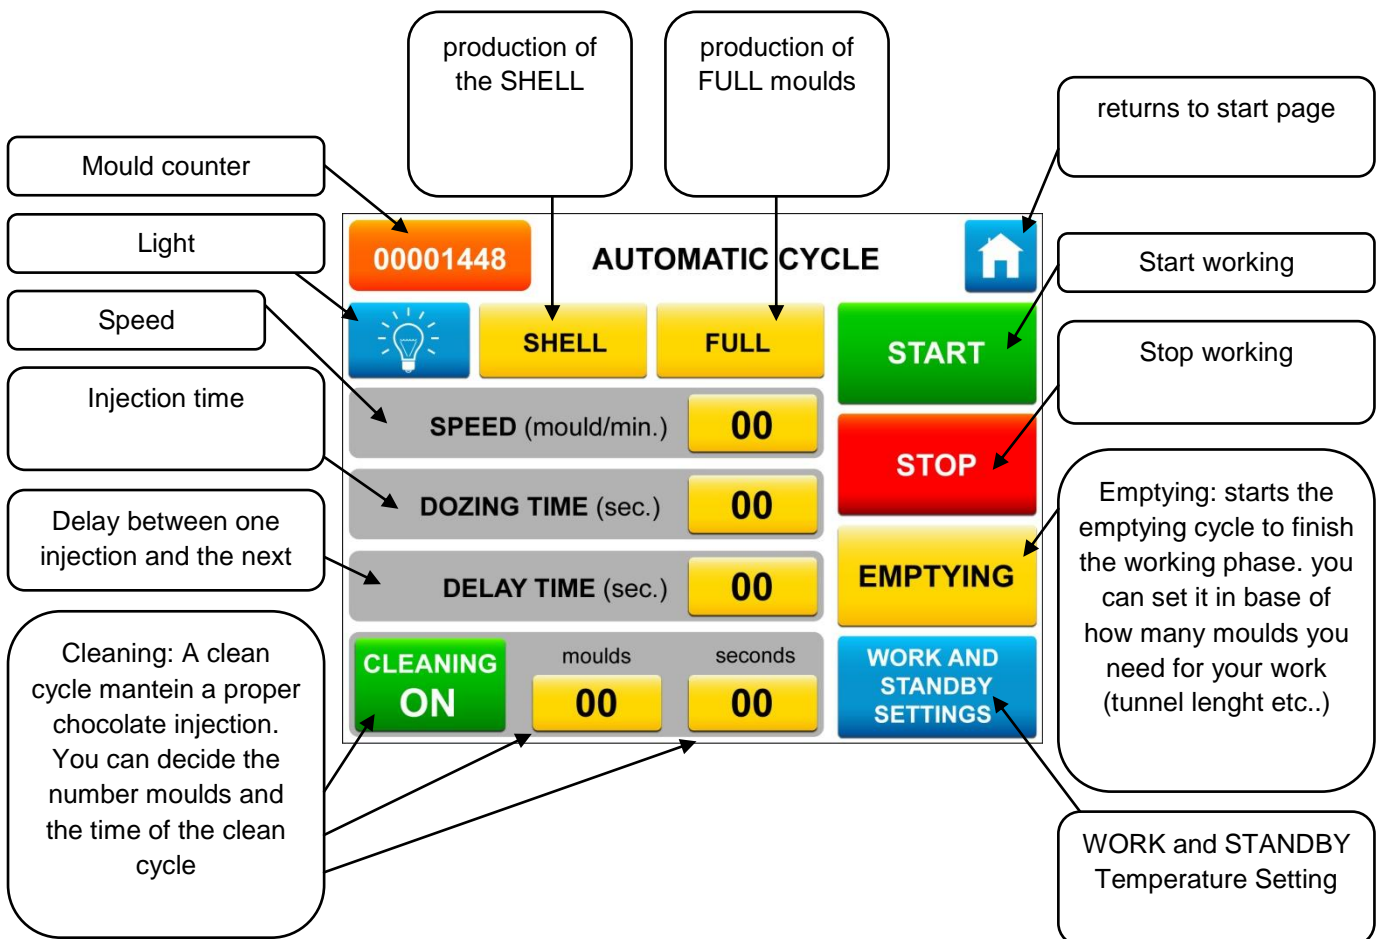 production of
the SHELL
production of
FULL moulds
returns to start page
Mould counter
Light
Speed
Injection time
Delay between one
injection and the next
Cleaning: A clean
cycle mantein a proper
chocolate injection.
You can decide the
number moulds and
the time of the clean
cycle
00001448
AUTOMATIC CYCLE
SHELL
FULL
START
SPEED (mould/min.)
00
STOP
DOZING TIME (sec.)
00
DELAY TIME (sec.)
00
EMPTYING
CLEANING
ON
moulds
00
seconds
00
WORK AND
STANDBY
SETTINGS
Start working
Stop working
Emptying: starts the
emptying cycle to finish
the working phase. you
can set it in base of
how many moulds you
need for your work
(tunnel lenght etc..)
WORK and STANDBY
Temperature Setting